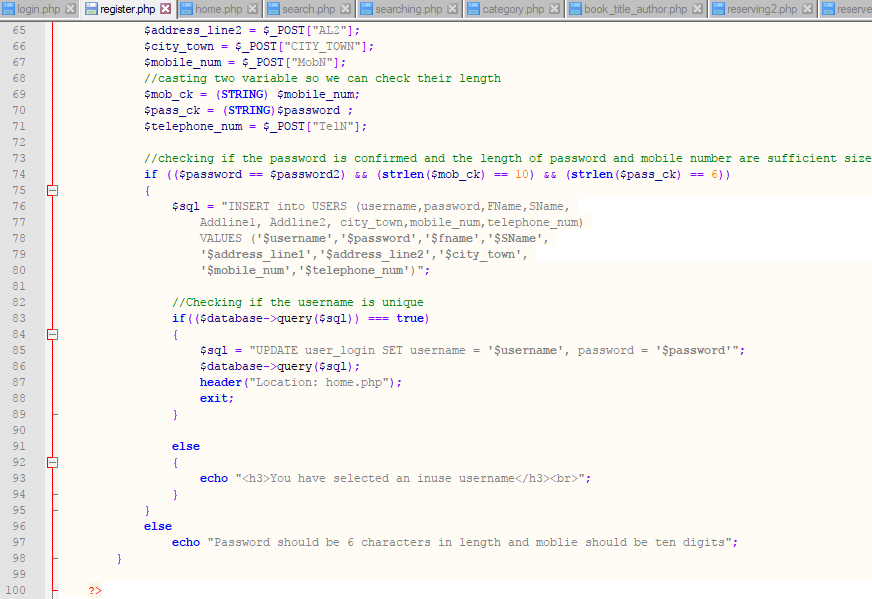 login.php register.php home.php search.php searching.php category.php book_title_author.php reserving2.php reserve
65 $address_line2 = $_POST["AL2"];
66 $city_town = $_POST["CITY_TOWN"];
67 $mobile_num = $_POST["MobN"];
68 //casting two variable so we can check their length
69 $mob_ck = (STRING) $mobile_num;
70 $pass_ck = (STRING)$password ;
71 $telephone_num = $_POST["TelN"];
72
73 //checking if the password is confirmed and the length of password and mobile number are sufficient size
74 if (($password == $password2) && (strlen($mob_ck) == 10) && (strlen($pass_ck) == 6))
75 {
76 $sql = "INSERT into USERS (username,password,FName,SName,
77 Addline1, Addline2, city_town,mobile_num,telephone_num)
78 VALUES ('$username','$password','$fname','$SName',
79 '$address_line1','$address_line2','$city_town',
80 '$mobile_num','$telephone_num')";
81
82 //Checking if the username is unique
83 if(($database->query($sql)) === true)
84 {
85 $sql = "UPDATE user_login SET username = '$username', password = '$password'";
86 $database->query($sql);
87 header("Location: home.php");
88 exit;
89 }
90
91 else
92 {
93 echo "<h3>You have selected an inuse username</h3><br>";
94 }
95 }
96 else
97 echo "Password should be 6 characters in length and moblie should be ten digits";
98 }
99
100 ?>